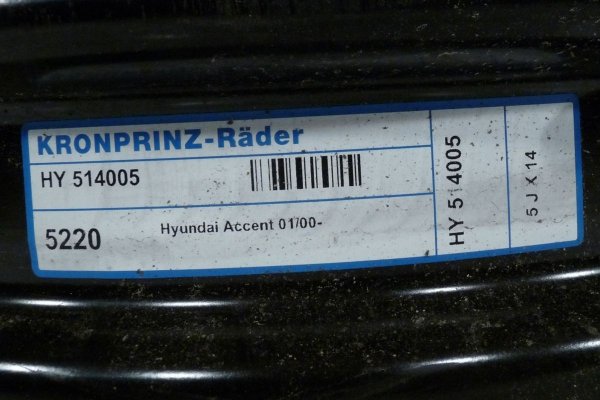 KRONPRINZ-Räder
HY 514005
5220
Hyundai Accent 01/00-
HY 514005
5 J X 14